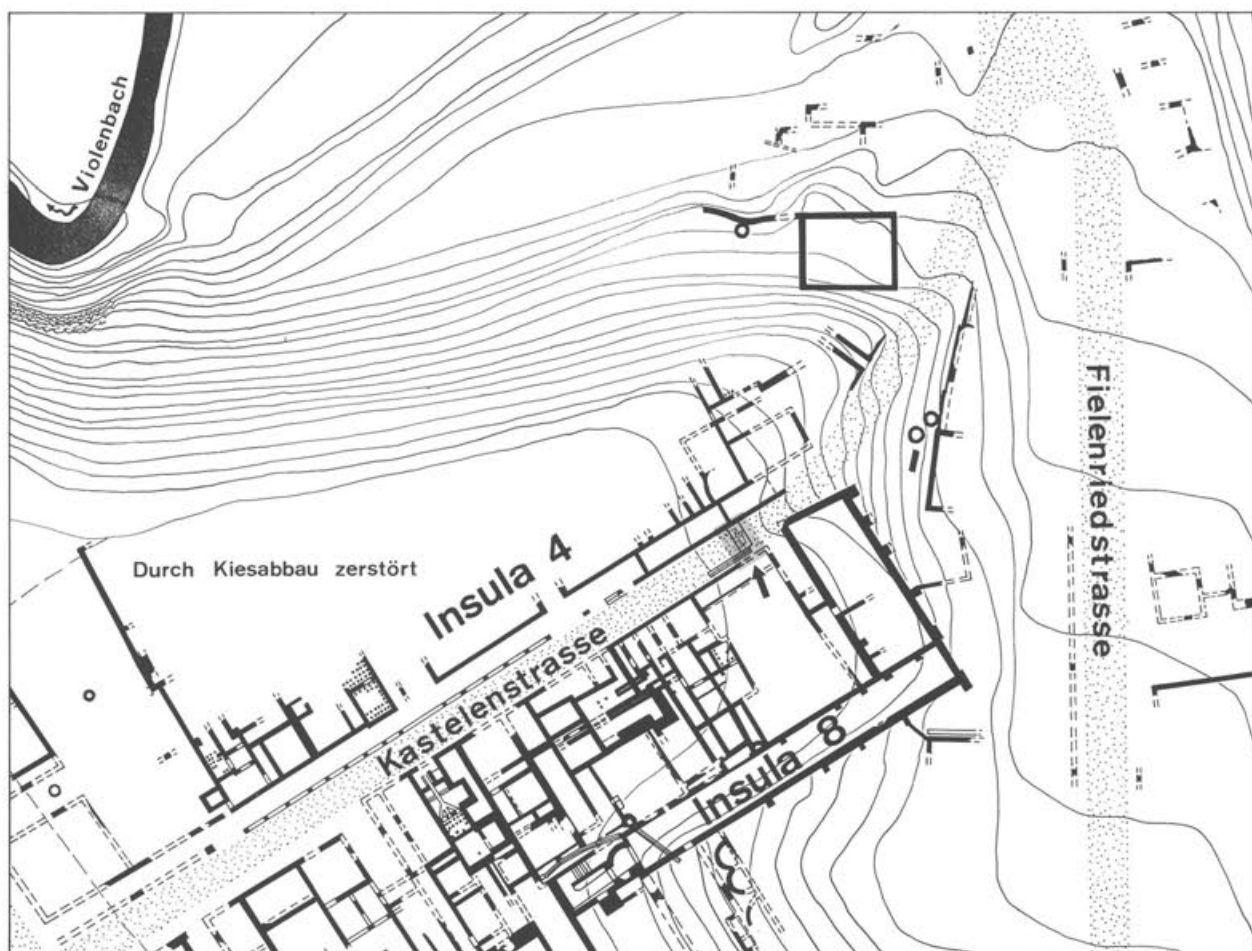 Violenbach
Fielenriedstrasse
Durch Kiesabbau zerstört
Insula 4
Kastelenstrasse
Insula 8